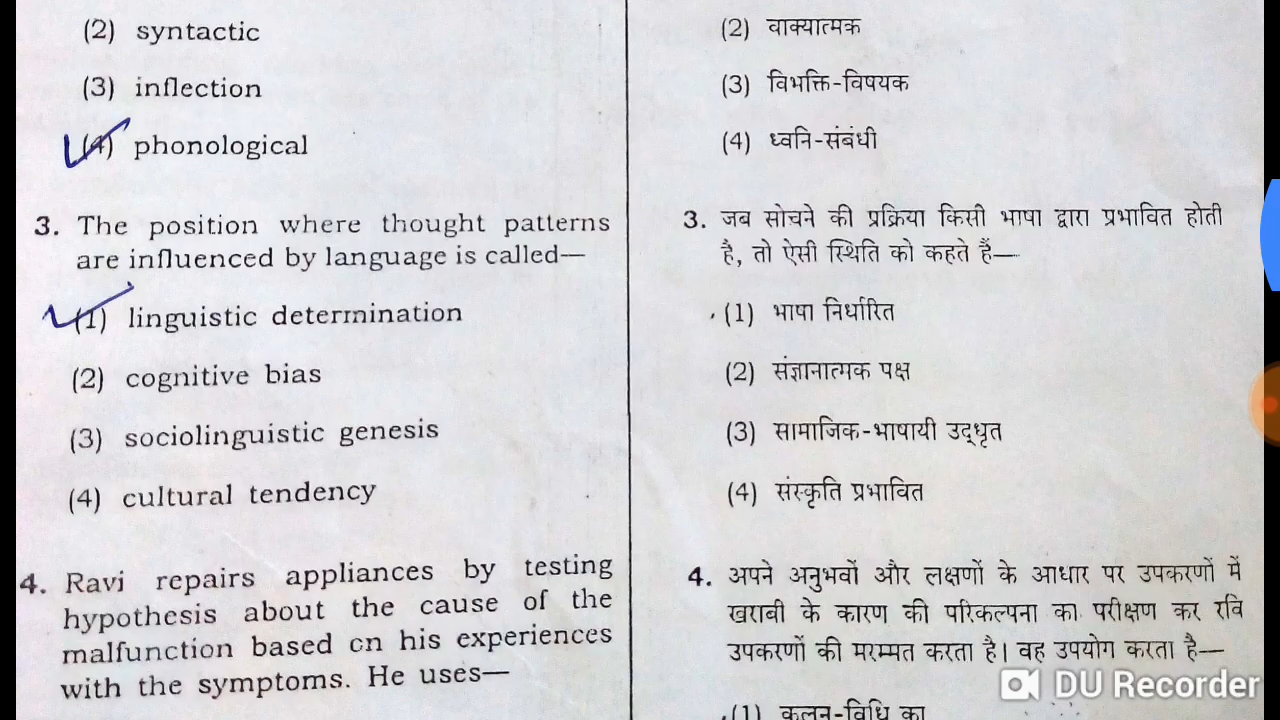 (2) syntactic
(3) inflection
(4) phonological
3. The position where thought patterns
are influenced by language is called—
(1) linguistic determination
(2) cognitive bias
(3) sociolinguistic genesis
(4) cultural tendency
4. Ravi repairs appliances by testing
hypothesis about the cause of the
malfunction based on his experiences
with the symptoms. He uses—
(2) वाक्यात्मक
(3) विभक्ति-विषयक
(4) ध्वनि-संबंधी
3. जब सोचने की प्रक्रिया किसी भाषा द्वारा प्रभावित होती
है, तो ऐसी स्थिति को कहते हैं—
(1) भाषा निर्धारित
(2) संज्ञानात्मक पक्ष
(3) सामाजिक-भाषायी उद्धृत
(4) संस्कृति प्रभावित
4. अपने अनुभवों और लक्षणों के आधार पर उपकरणों में
खराबी के कारण की परिकल्पना का परीक्षण कर रवि
उपकरणों की मरम्मत करता है। वह उपयोग करता है—
(1) कलन-विधि का
DU Recorder